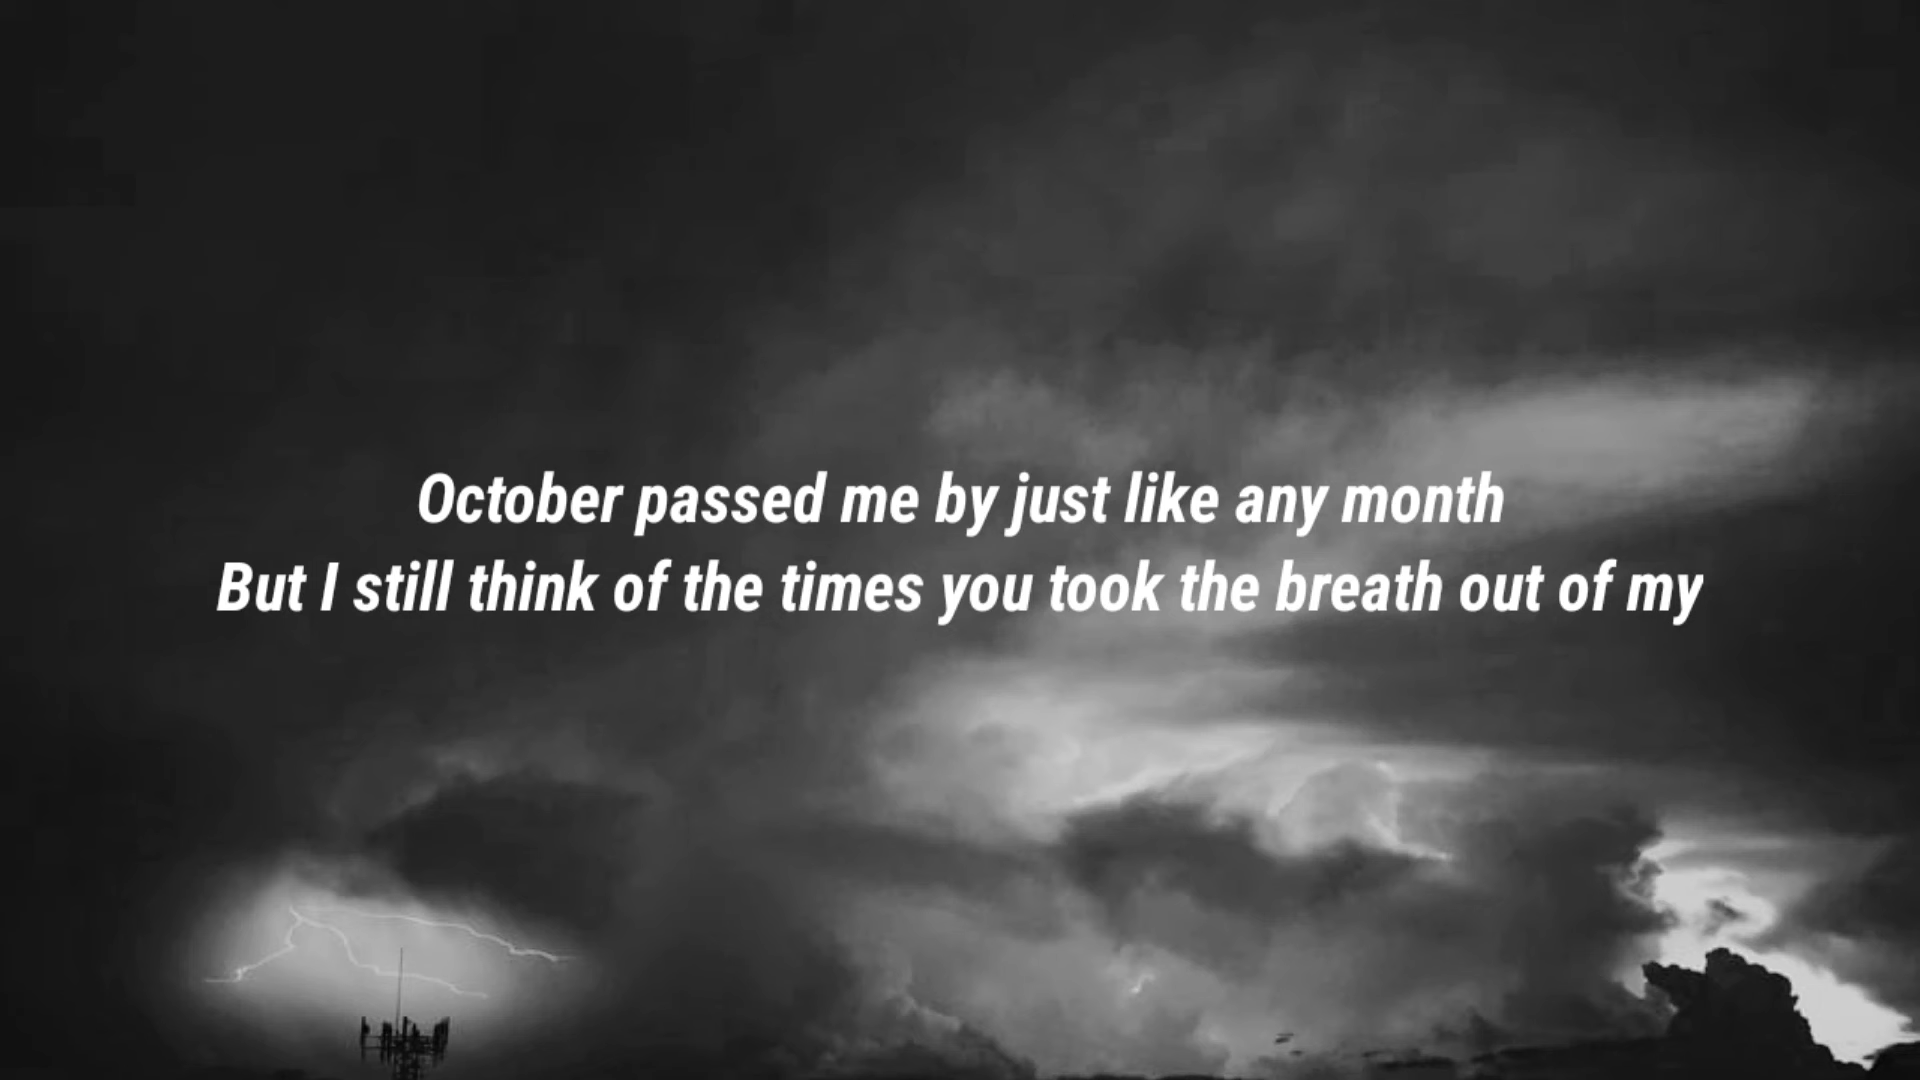 October passed me by just like any month
But I still think of the times you took the breath out of my